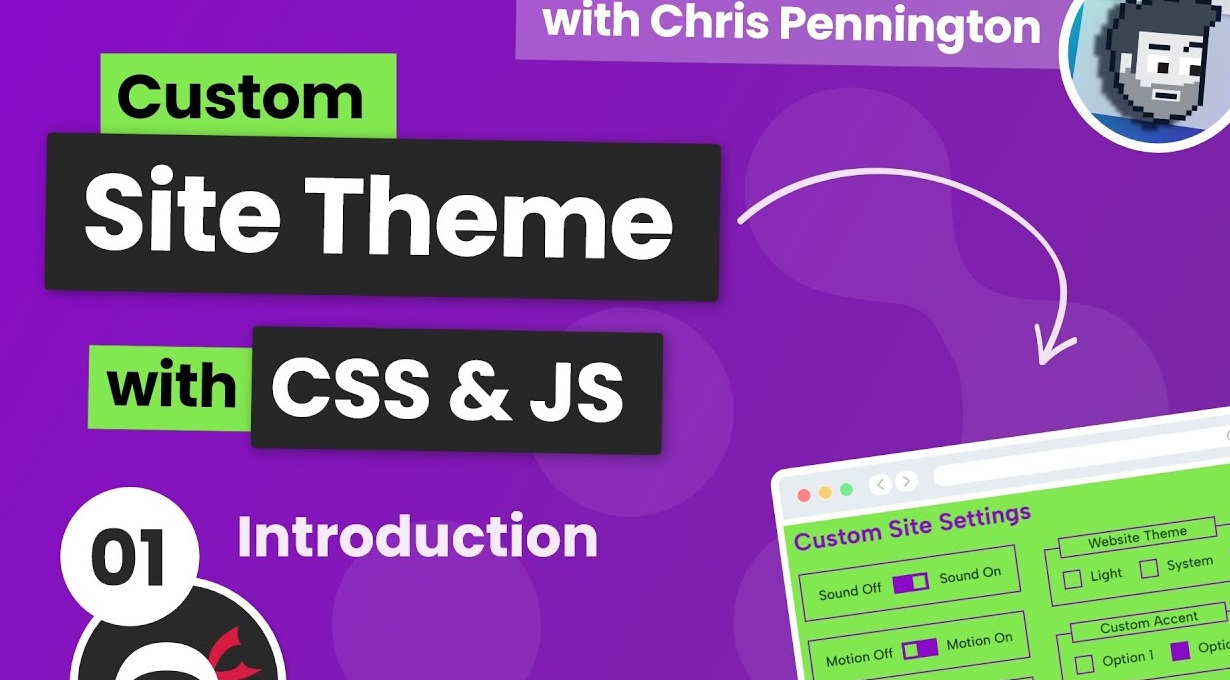 with Chris Pennington
Custom
Site Theme
with CSS & JS
01 Introduction
Custom Site Settings
Sound Off Sound On
Motion Off Motion On
Website Theme
Light System
Custom Accent
Option 1